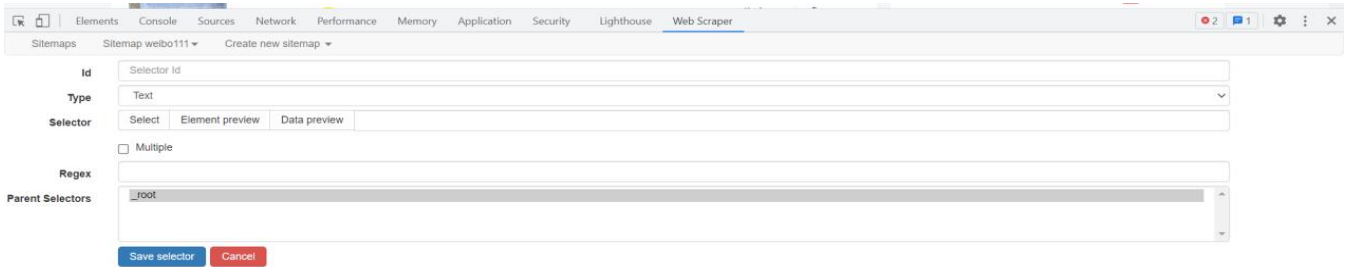 Elements Console Sources Network Performance Memory Application Security Lighthouse Web Scraper 2 1
Sitemaps Sitemap weibo111 Create new sitemap
Id Selector Id
Type Text
Selector Select Element preview Data preview
Multiple
Regex
Parent Selectors _root
Save selector Cancel